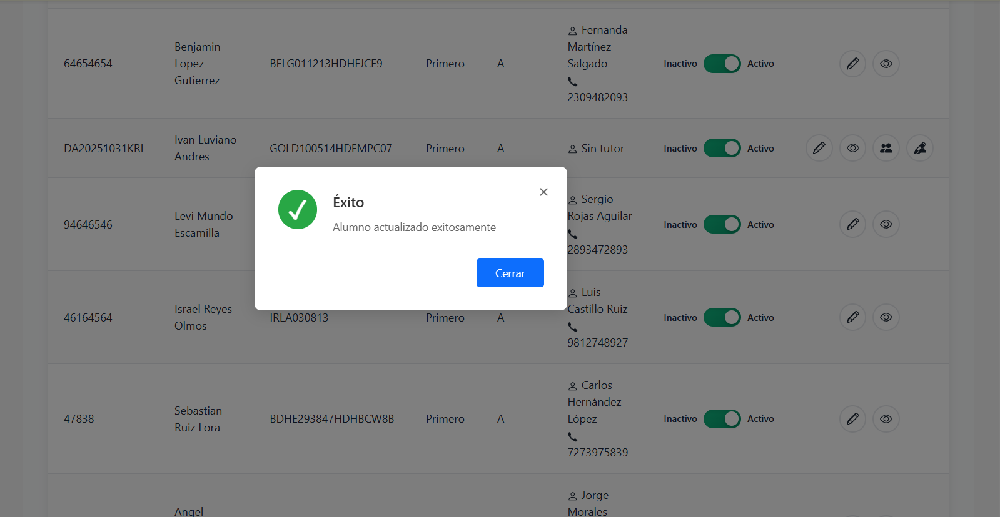 64654654
Benjamin
Lopez
Gutierrez
BELG011213HDHFJCE9
Primero
A
Fernanda
Martínez
Salgado
2309482093
Inactivo
Activo
DA20251031KRI
Ivan Luviano
Andres
GOLD100514HDFMPC07
Primero
A
Sin tutor
Inactivo
Activo
Éxito
Alumno actualizado exitosamente
Cerrar
94646546
Levi Mundo
Escamilla
Sergio
Rojas Aguilar
2893472893
Inactivo
Activo
46164564
Israel Reyes
Olmos
IRLA030813
Primero
A
Luis
Castillo Ruiz
9812748927
Inactivo
Activo
47838
Sebastian
Ruiz Lora
BDHE293847HDHBCW8B
Primero
A
Carlos
Hernández
López
7273975839
Inactivo
Activo
Angel
Jorge
Morales